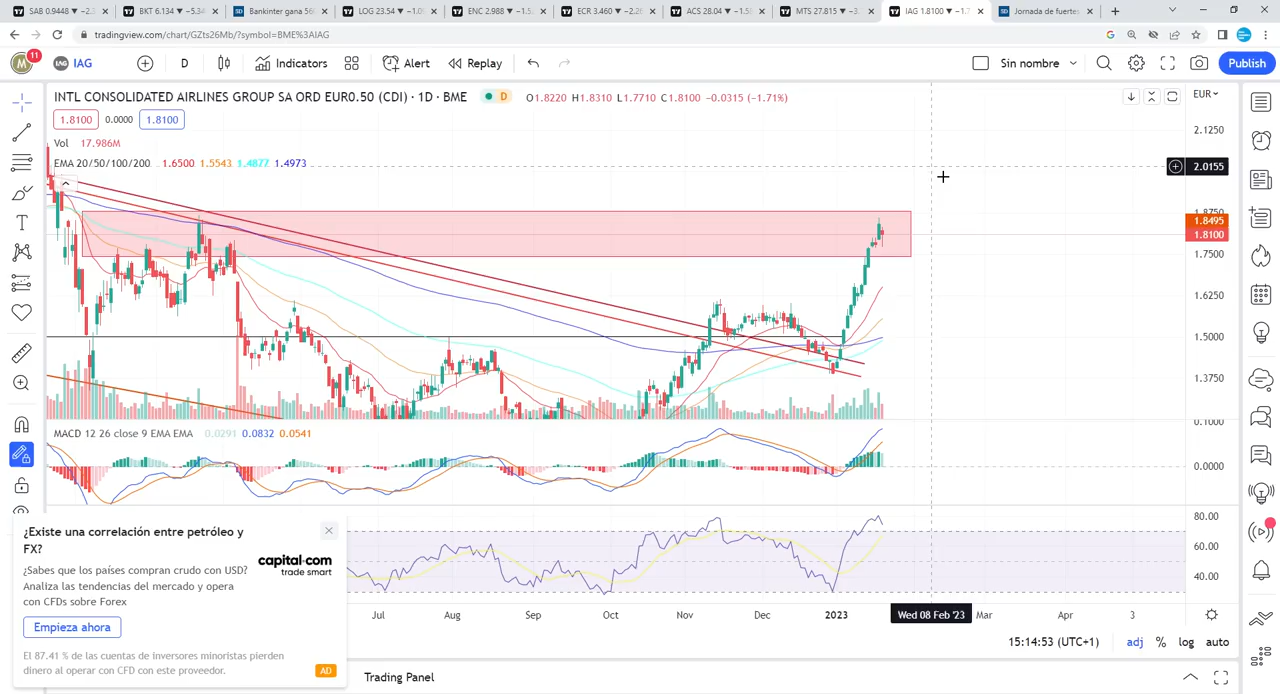 SAB 0.9448 ▼ -2.3
BKT 6.134 ▼ -5.34
Bankinter gana 560
LOG 23.54 ▼ -1.0
ENC 2.988 ▼ -1.5
ECR 3.460 ▼ -2.2
ACS 28.04 ▼ -1.5
MTS 27.815 ▼ -3.
IAG 1.8100 ▼ -1.7
Jornada de fuertes
tradingview.com/chart/GZts26Mb/?symbol=BME%3AIAG
M 11 IAG IAG D Indicators Alert Replay Sin nombre Publish
INTL CONSOLIDATED AIRLINES GROUP SA ORD EUR0.50 (CDI) · 1D · BME D O1.8220 H1.8310 L1.7710 C1.8100 -0.0315 (-1.71%)
EUR
1.8100 0.0000 1.8100
2.1250
Vol 17.986M
EMA 20/50/100/200 1.6500 1.5543 1.4877 1.4973
2.0155
1.8750
1.8495
1.8100
1.7500
1.6250
1.5000
1.3750
0.1000
MACD 12 26 close 9 EMA EMA 0.0291 0.0832 0.0541
0.0000
80.00
60.00
40.00
¿Existe una correlación entre petróleo y
FX?
¿Sabes que los países compran crudo con USD?
Analiza las tendencias del mercado y opera
con CFDs sobre Forex
capital.com
trade smart
Empieza ahora
El 87.41 % de las cuentas de inversores minoristas pierden
dinero al operar con CFD con este proveedor.
AD
Jul Aug Sep Oct Nov Dec 2023 Wed 08 Feb '23 Mar Apr 3
15:14:53 (UTC+1) adj % log auto
Trading Panel